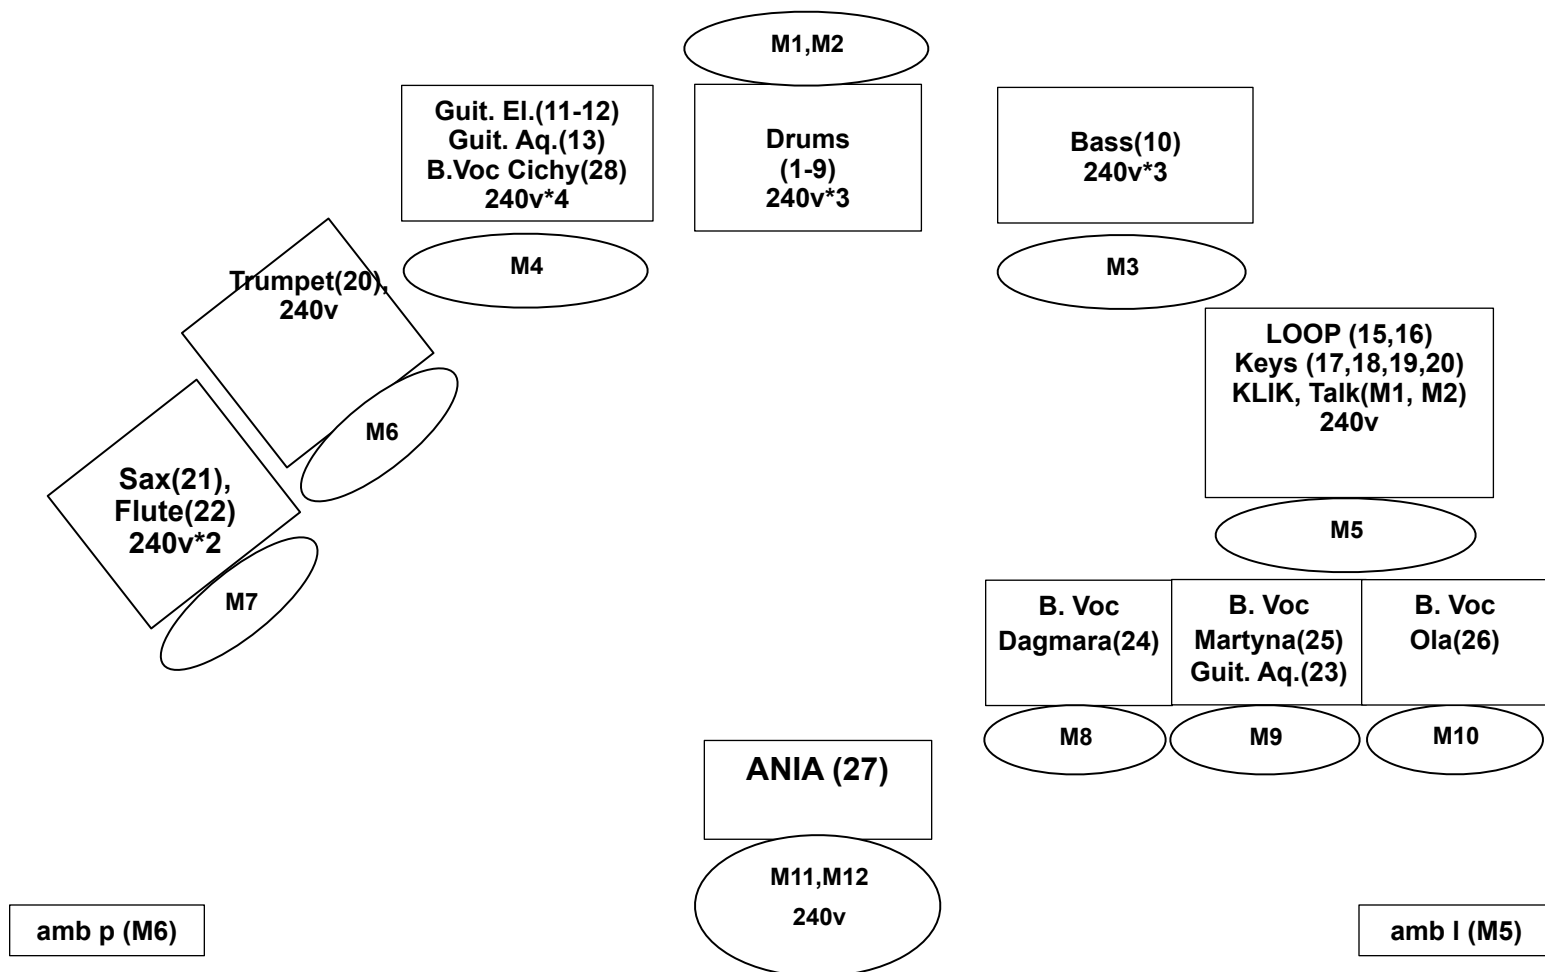 M1,M2
Guit. El.(11-12)
Guit. Aq.(13)
B.Voc Cichy(28)
240v*4
Drums
(1-9)
240v*3
Bass(10)
240v*3
M4
M3
Trumpet(20),
240v
LOOP (15,16)
Keys (17,18,19,20)
KLIK, Talk(M1, M2)
240v
M6
Sax(21),
Flute(22)
240v*2
M5
M7
B. Voc
Dagmara(24)
B. Voc
Martyna(25)
Guit. Aq.(23)
B. Voc
Ola(26)
M8
M9
M10
ANIA (27)
M11,M12
240v
amb p (M6)
amb l (M5)